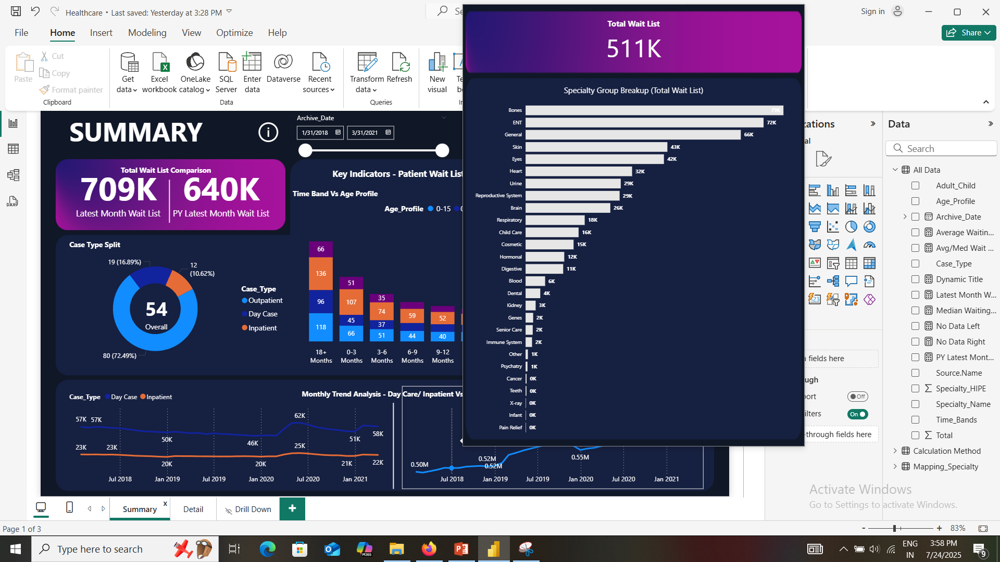 Healthcare • Last saved: Yesterday at 3:28 PM
Sign in
File
Home
Insert
Modeling
View
Optimize
Help
Share
Paste
Cut
Copy
Format painter
Clipboard
Get data
Excel workbook
OneLake catalog
SQL Server
Enter data
Dataverse
Recent sources
Data
Transform data
Refresh
Queries
New visual
SUMMARY
Archive_Date
1/31/2018
3/31/2021
Total Wait List Comparison
709K
640K
Latest Month Wait List
PY Latest Month Wait List
Key Indicators - Patient Wait List
Time Band Vs Age Profile
Age_Profile
0-15
Case Type Split
19 (16.89%)
12 (10.62%)
80 (72.49%)
54
Overall
Case_Type
Outpatient
Day Case
Inpatient
66
136
96
118
51
107
45
66
35
74
37
51
59
44
52
40
18+ Months
0-3 Months
3-6 Months
6-9 Months
9-12 Months
Case_Type
Day Case
Inpatient
Monthly Trend Analysis - Day Care/ Inpatient Vs
57K
57K
50K
46K
62K
51K
58K
23K
23K
20K
20K
25K
21K
22K
Jul 2018
Jan 2019
Jul 2019
Jan 2020
Jul 2020
Jan 2021
0.50M
0.52M
0.52M
0.55M
Jul 2018
Jan 2019
Jul 2019
Jan 2020
Jul 2020
Jan 2021
Total Wait List
511K
Specialty Group Breakup (Total Wait List)
Bones 79K
ENT 72K
General 66K
Skin 43K
Eyes 42K
Heart 32K
Urine 29K
Reproductive System 29K
Brain 26K
Respiratory 18K
Child Care 16K
Cosmetic 15K
Hormonal 12K
Digestive 11K
Blood 6K
Dental 4K
Kidney 3K
Genes 2K
Senior Care 2K
Immune System 2K
Other 1K
Psychatry 1K
Cancer 0K
Teeth 0K
X-ray 0K
Infant 0K
Pain Relief 0K
Data
Search
All Data
Adult_Child
Age_Profile
Archive_Date
Average Waitin...
Avg/Med Wait ...
Case_Type
Dynamic Title
Latest Month W...
Median Waiting...
No Data Left
No Data Right
PY Latest Mont...
Source.Name
Specialty_HIPE
Specialty_Name
Time_Bands
Total
Calculation Method
Mapping_Specialty
fields here
Off
On
-through fields here
Activate Windows
Go to Settings to activate Windows.
Summary
x
Detail
Drill Down
+
Page 1 of 3
- + 83%
Type here to search
M365
ENG
IN
3:58 PM
7/24/2025
9